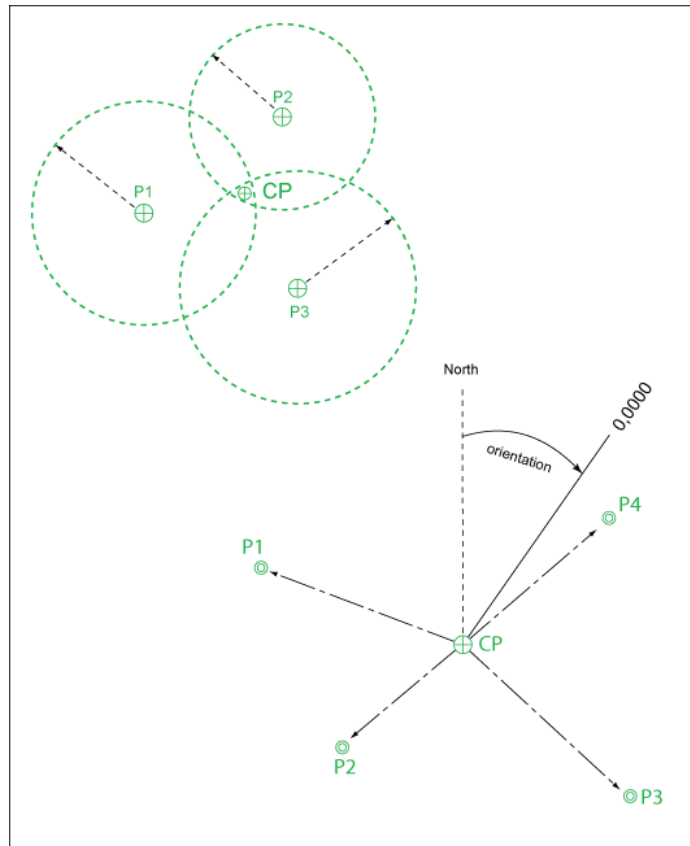 P2
P1
CP
P3
North
0,0000
orientation
P4
P1
CP
P2
P3